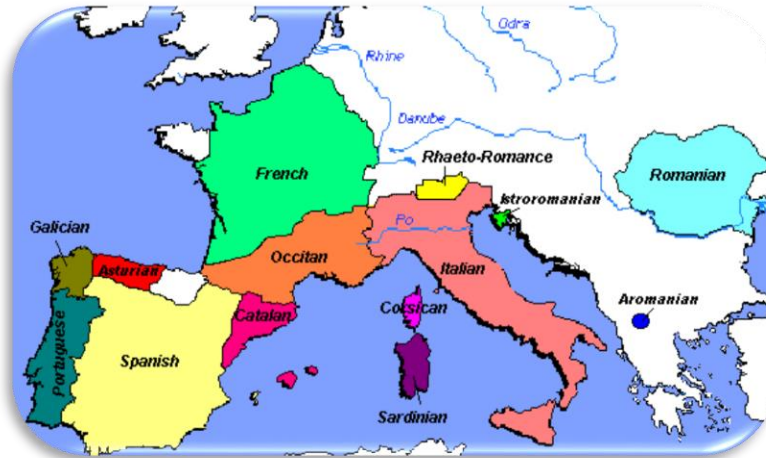 Odra
Rhine
Danube
Rhaeto-Romance
French
Romanian
Istroromanian
Galician
Po
Asturian
Occitan
Italian
Aromanian
Corsican
Catalan
Portuguese
Spanish
Sardinian